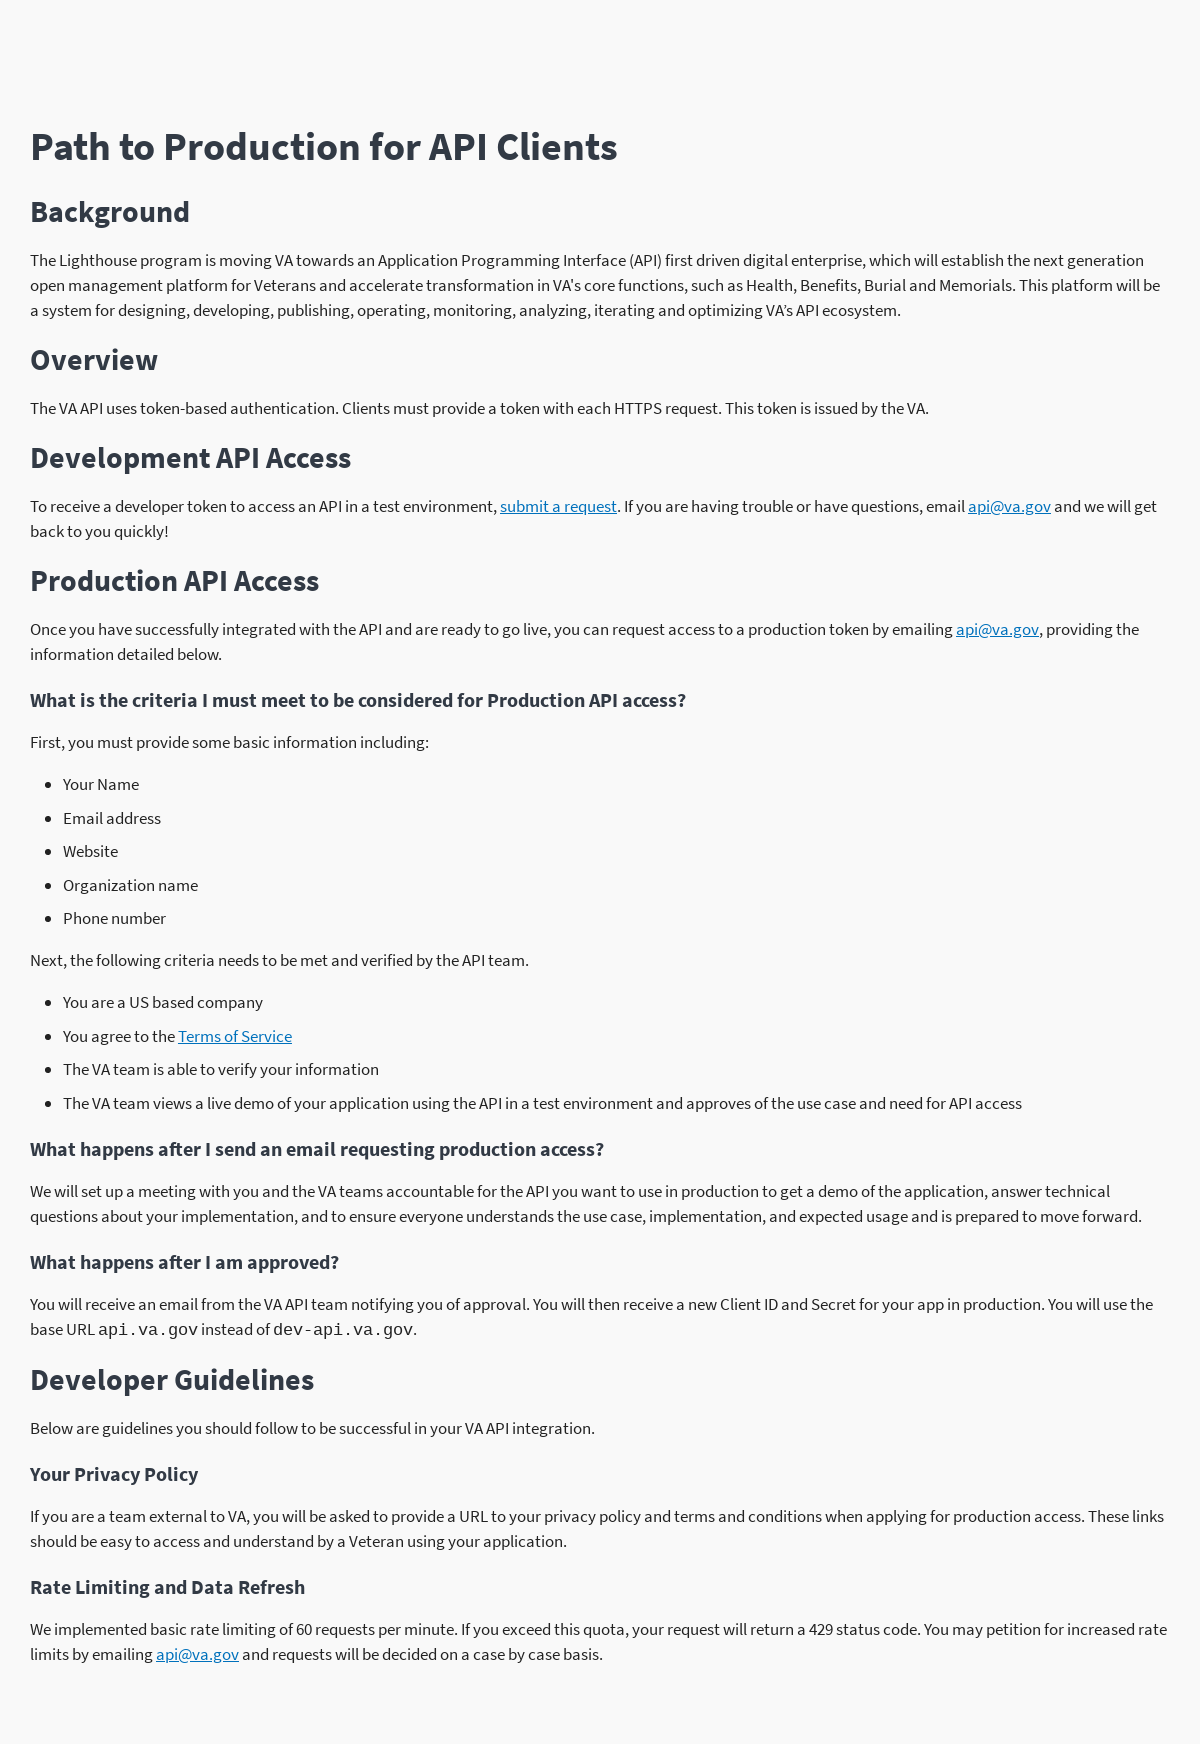 Path to Production for API Clients
Background
The Lighthouse program is moving VA towards an Application Programming Interface (API) first driven digital enterprise, which will establish the next generation
open management platform for Veterans and accelerate transformation in VA's core functions, such as Health, Benefits, Burial and Memorials. This platform will be
a system for designing, developing, publishing, operating, monitoring, analyzing, iterating and optimizing VA’s API ecosystem.
Overview
The VA API uses token-based authentication. Clients must provide a token with each HTTPS request. This token is issued by the VA.
Development API Access
To receive a developer token to access an API in a test environment, submit a request. If you are having trouble or have questions, email api@va.gov and we will get
back to you quickly!
Production API Access
Once you have successfully integrated with the API and are ready to go live, you can request access to a production token by emailing api@va.gov, providing the
information detailed below.
What is the criteria I must meet to be considered for Production API access?
First, you must provide some basic information including:
• Your Name
• Email address
• Website
• Organization name
• Phone number
Next, the following criteria needs to be met and verified by the API team.
• You are a US based company
• You agree to the Terms of Service
• The VA team is able to verify your information
• The VA team views a live demo of your application using the API in a test environment and approves of the use case and need for API access
What happens after I send an email requesting production access?
We will set up a meeting with you and the VA teams accountable for the API you want to use in production to get a demo of the application, answer technical
questions about your implementation, and to ensure everyone understands the use case, implementation, and expected usage and is prepared to move forward.
What happens after I am approved?
You will receive an email from the VA API team notifying you of approval. You will then receive a new Client ID and Secret for your app in production. You will use the
base URL api.va.gov instead of dev-api.va.gov.
Developer Guidelines
Below are guidelines you should follow to be successful in your VA API integration.
Your Privacy Policy
If you are a team external to VA, you will be asked to provide a URL to your privacy policy and terms and conditions when applying for production access. These links
should be easy to access and understand by a Veteran using your application.
Rate Limiting and Data Refresh
We implemented basic rate limiting of 60 requests per minute. If you exceed this quota, your request will return a 429 status code. You may petition for increased rate
limits by emailing api@va.gov and requests will be decided on a case by case basis.